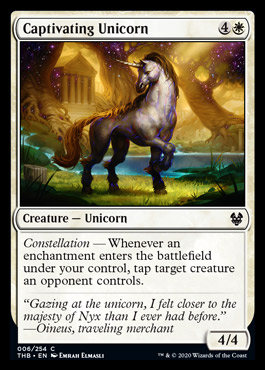 Captivating Unicorn 4
Creature — Unicorn
Constellation — Whenever an
enchantment enters the battlefield
under your control, tap target creature
an opponent controls.
“Gazing at the unicorn, I felt closer to the
majesty of Nyx than I ever had before.”
—Oineus, traveling merchant
4/4
006/254 C
THB • EN Emrah Elmasli
™ & © 2020 Wizards of the Coast